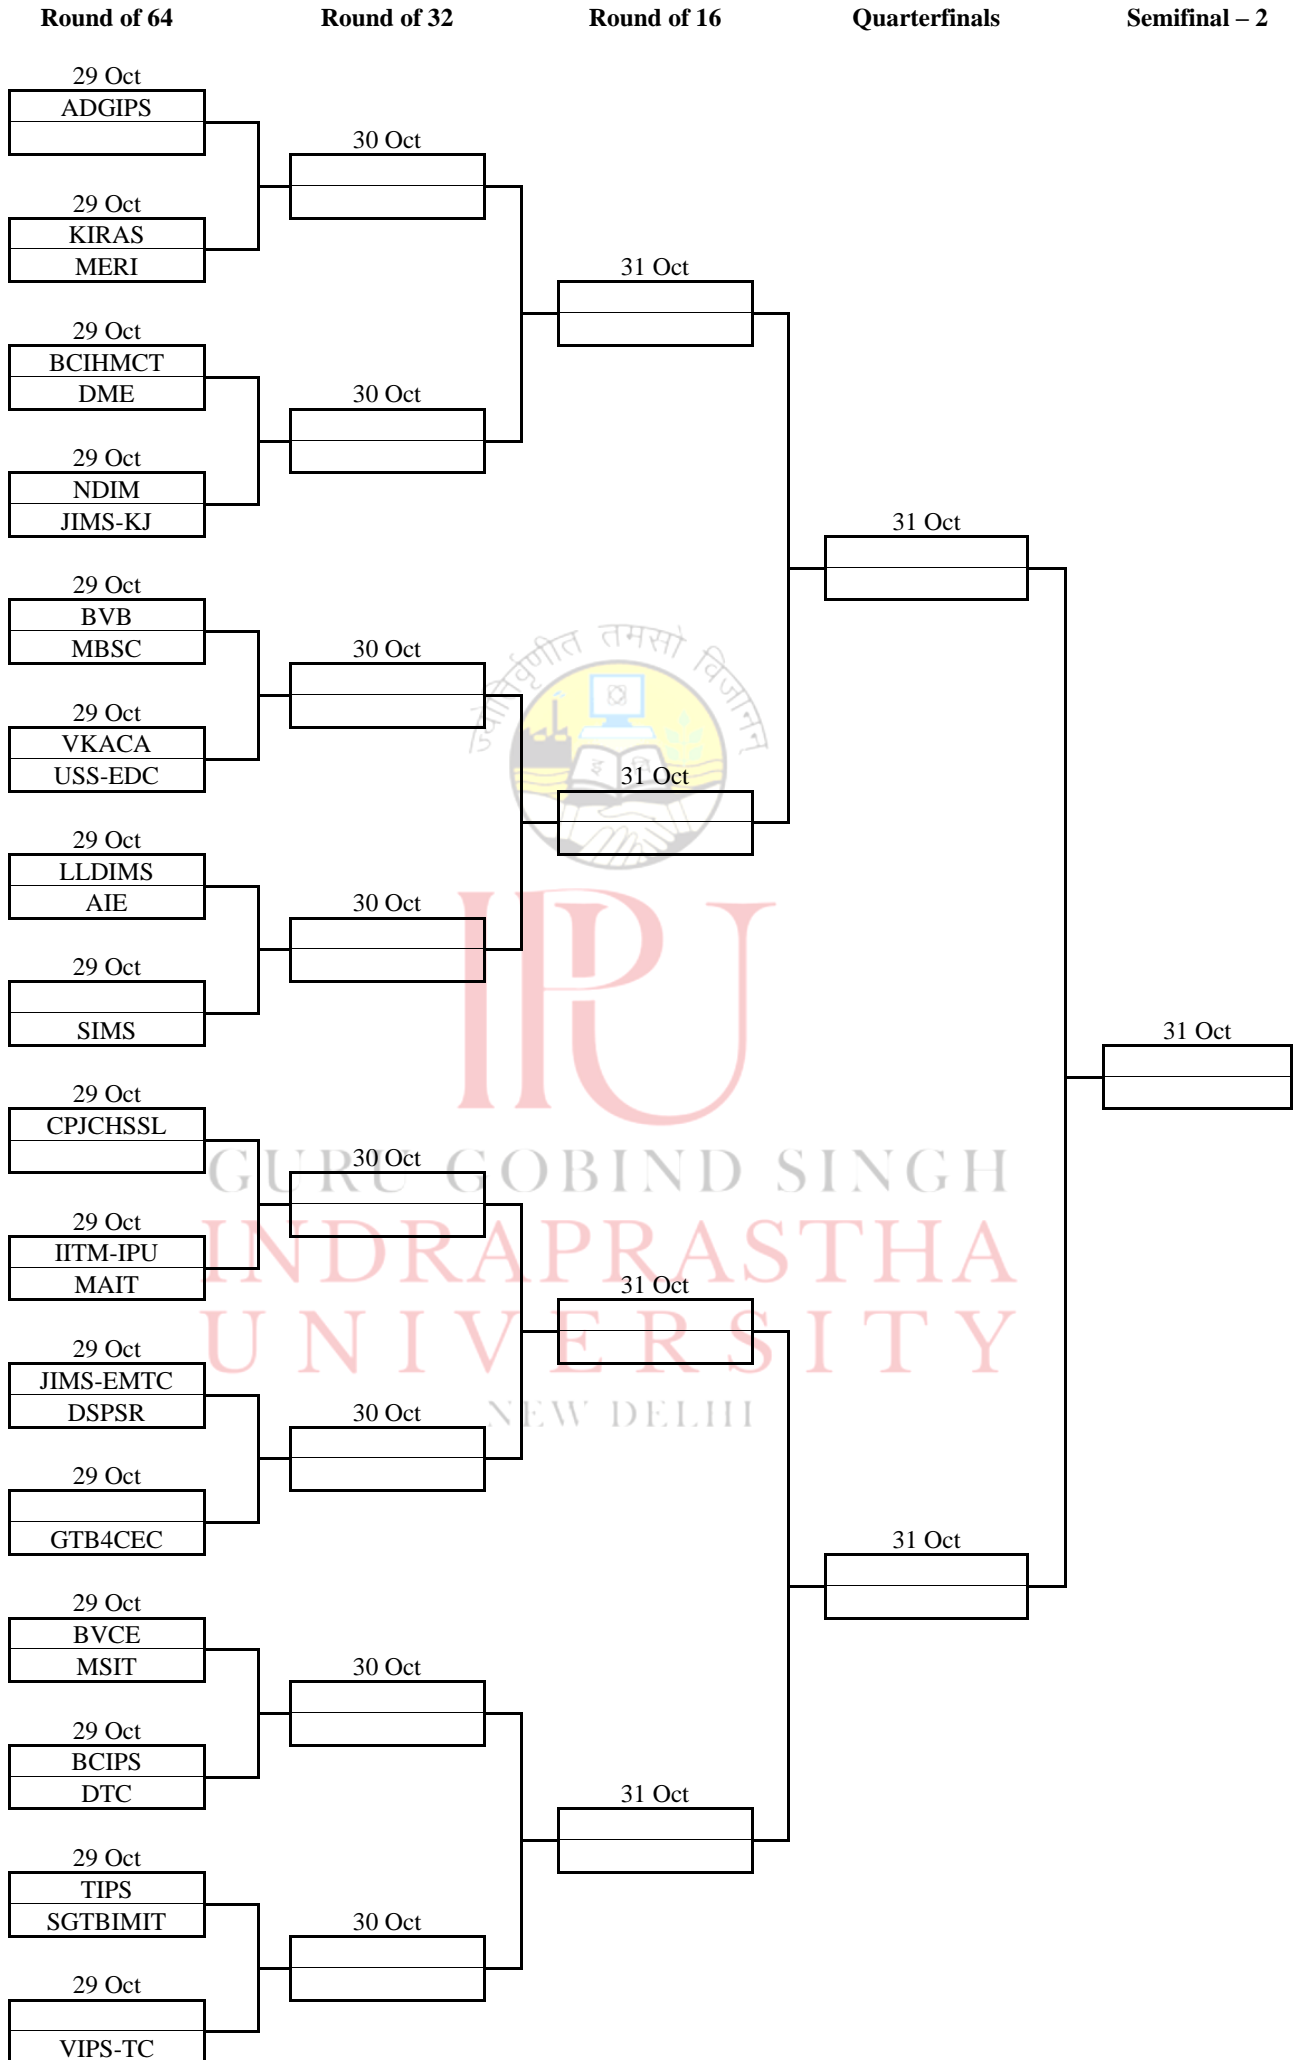 Round of 64 Round of 32 Round of 16 Quarterfinals Semifinal – 2
29 Oct
ADGIPS
30 Oct
29 Oct
KIRAS
MERI
31 Oct
29 Oct
BCIHMCT
DME
30 Oct
29 Oct
NDIM
JIMS-KJ
31 Oct
29 Oct
BVB
MBSC
30 Oct
29 Oct
VKACA
USS-EDC
31 Oct
29 Oct
LLDIMS
AIE
30 Oct
29 Oct
SIMS
31 Oct
29 Oct
CPJCHSSL
30 Oct
29 Oct
IITM-IPU
MAIT
31 Oct
29 Oct
JIMS-EMTC
DSPSR
30 Oct
29 Oct
GTB4CEC
31 Oct
29 Oct
BVCE
MSIT
30 Oct
29 Oct
BCIPS
DTC
31 Oct
29 Oct
TIPS
SGTBIMIT
30 Oct
29 Oct
VIPS-TC
तमसो
IPU
GURU GOBIND SINGH
INDRAPRASTHA
UNIVERSITY
NEW DELHI